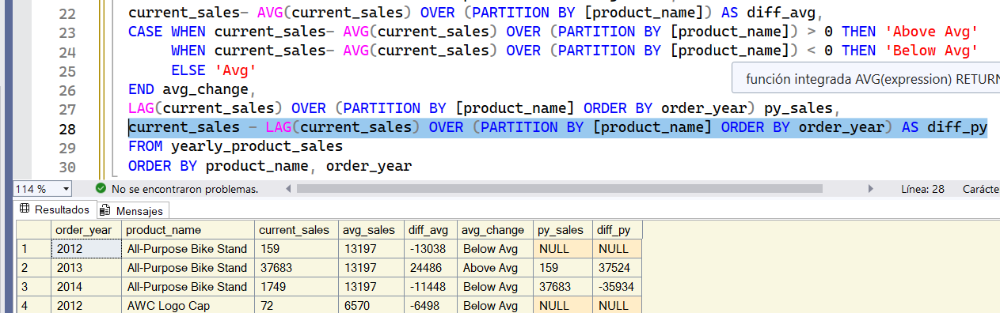 22 current_sales- AVG(current_sales) OVER (PARTITION BY [product_name]) AS diff_avg,
23 CASE WHEN current_sales- AVG(current_sales) OVER (PARTITION BY [product_name]) > 0 THEN 'Above Avg'
24 WHEN current_sales- AVG(current_sales) OVER (PARTITION BY [product_name]) < 0 THEN 'Below Avg'
25 ELSE 'Avg'
función integrada AVG(expression) RETURN
26 END avg_change,
27 LAG(current_sales) OVER (PARTITION BY [product_name] ORDER BY order_year) py_sales,
28 current_sales - LAG(current_sales) OVER (PARTITION BY [product_name] ORDER BY order_year) AS diff_py
29 FROM yearly_product_sales
30 ORDER BY product_name, order_year
114 % No se encontraron problemas. Línea: 28 Carácte
Resultados Mensajes
order_year product_name current_sales avg_sales diff_avg avg_change py_sales diff_py
1 2012 All-Purpose Bike Stand 159 13197 -13038 Below Avg NULL NULL
2 2013 All-Purpose Bike Stand 37683 13197 24486 Above Avg 159 37524
3 2014 All-Purpose Bike Stand 1749 13197 -11448 Below Avg 37683 -35934
4 2012 AWC Logo Cap 72 6570 -6498 Below Avg NULL NULL